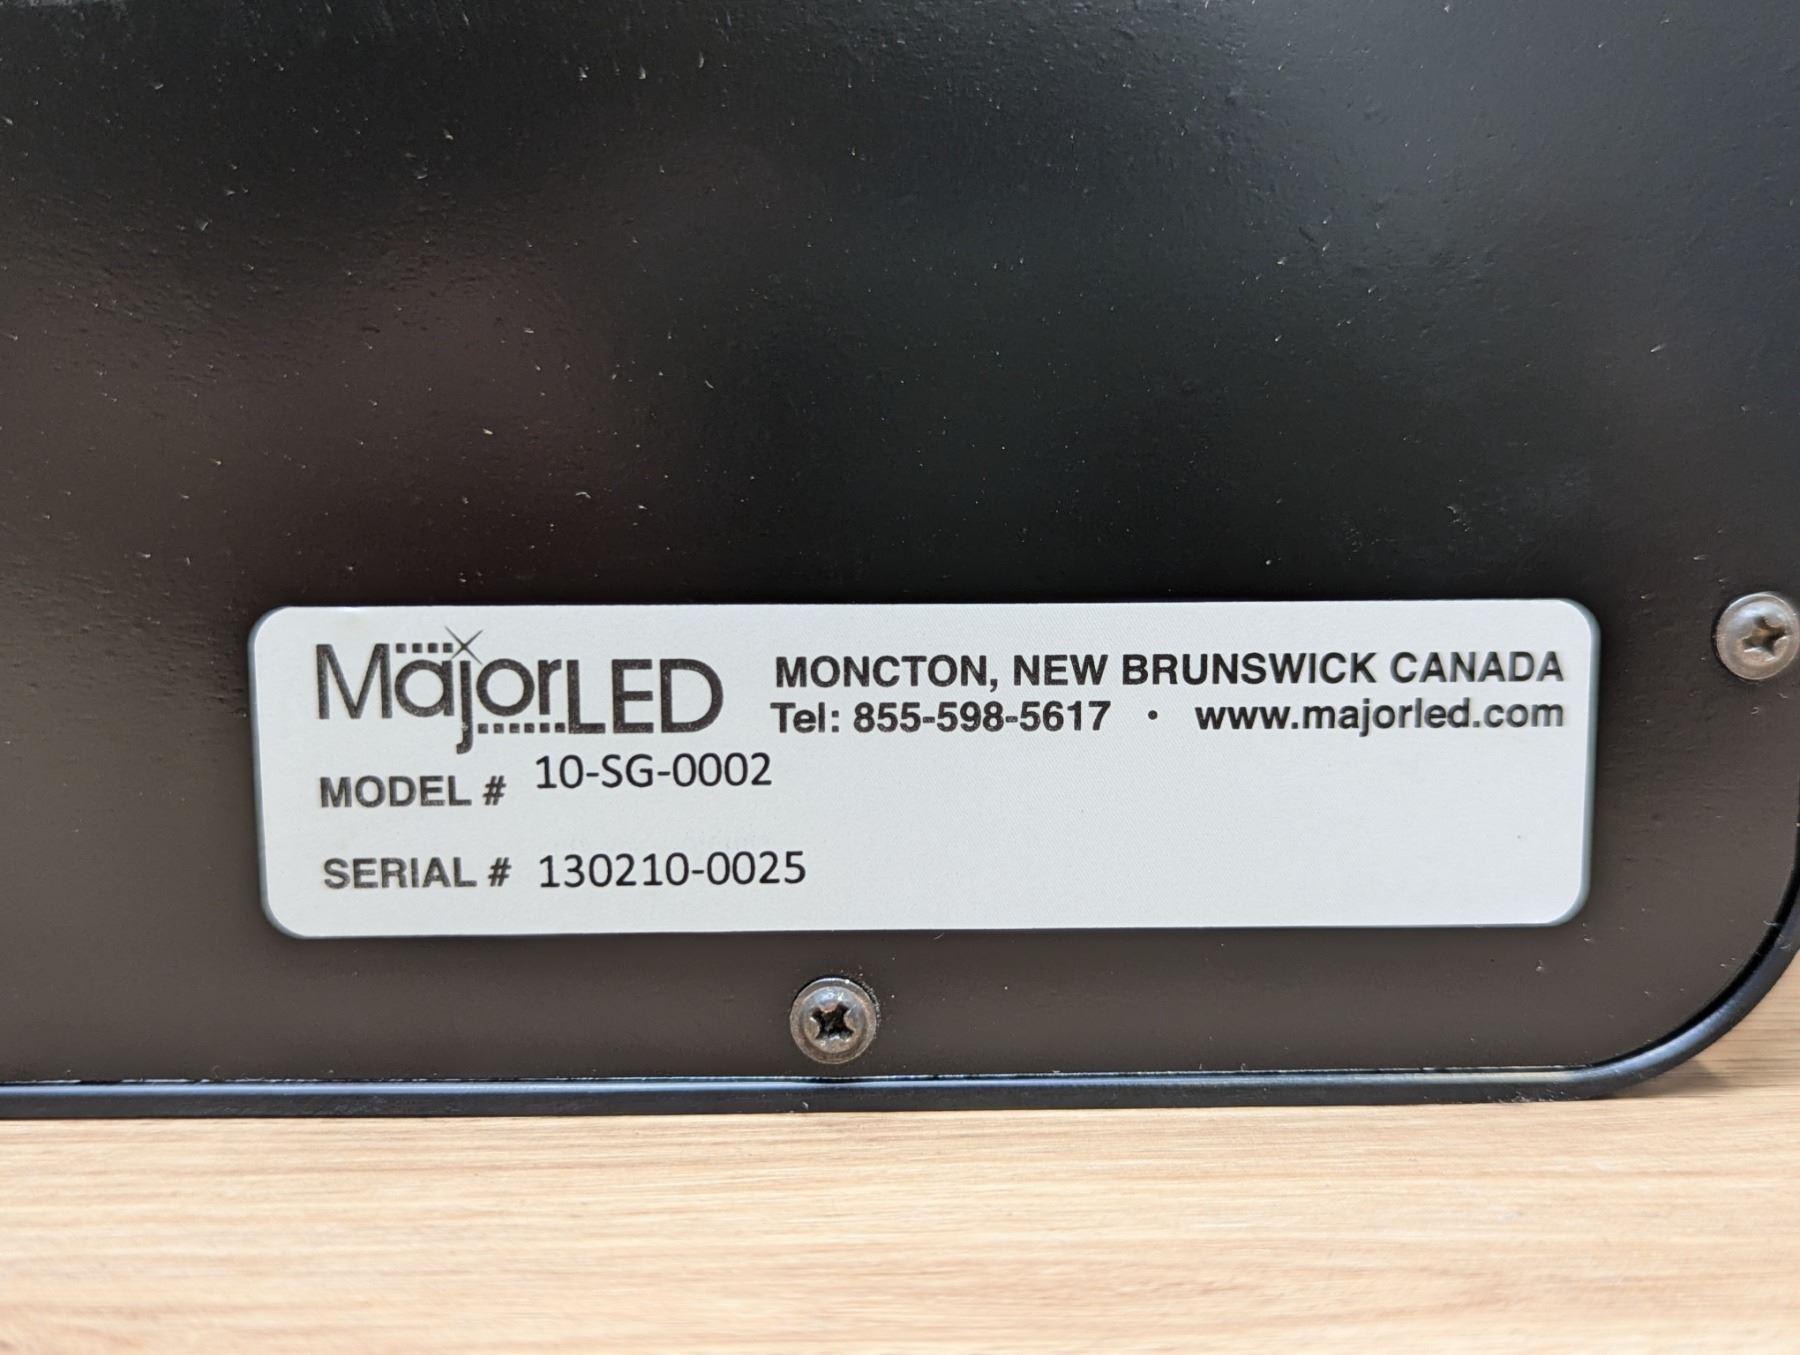 MajorLED
MONCTON, NEW BRUNSWICK CANADA
Tel: 855-598-5617 • www.majorled.com
MODEL # 10-SG-0002
SERIAL # 130210-0025